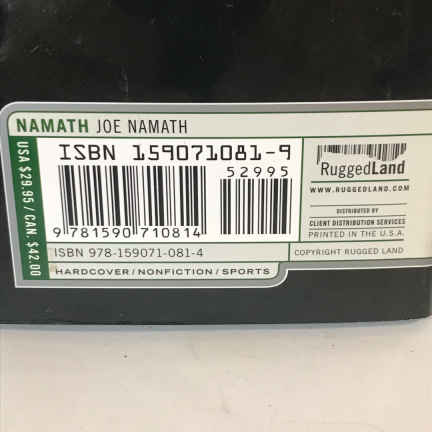 NAMATH JOE NAMATH
USA $29.95 / CAN. $42.00
ISBN 159071081-9
52995
9 781590 710814
ISBN 978-159071-081-4
HARDCOVER / NONFICTION / SPORTS
RuggedLand
WWW.RUGGEDLAND.COM
DISTRIBUTED BY
CLIENT DISTRIBUTION SERVICES
PRINTED IN THE U.S.A.
COPYRIGHT RUGGED LAND